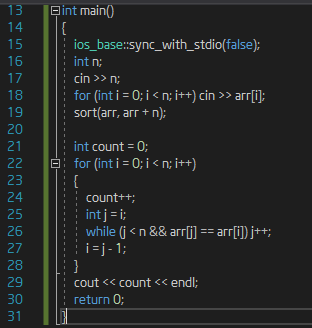 13 int main()
14 {
15 ios_base::sync_with_stdio(false);
16 int n;
17 cin >> n;
18 for (int i = 0; i < n; i++) cin >> arr[i];
19 sort(arr, arr + n);
20
21 int count = 0;
22 for (int i = 0; i < n; i++)
23 {
24 count++;
25 int j = i;
26 while (j < n && arr[j] == arr[i]) j++;
27 i = j - 1;
28 }
29 cout << count << endl;
30 return 0;
31 }